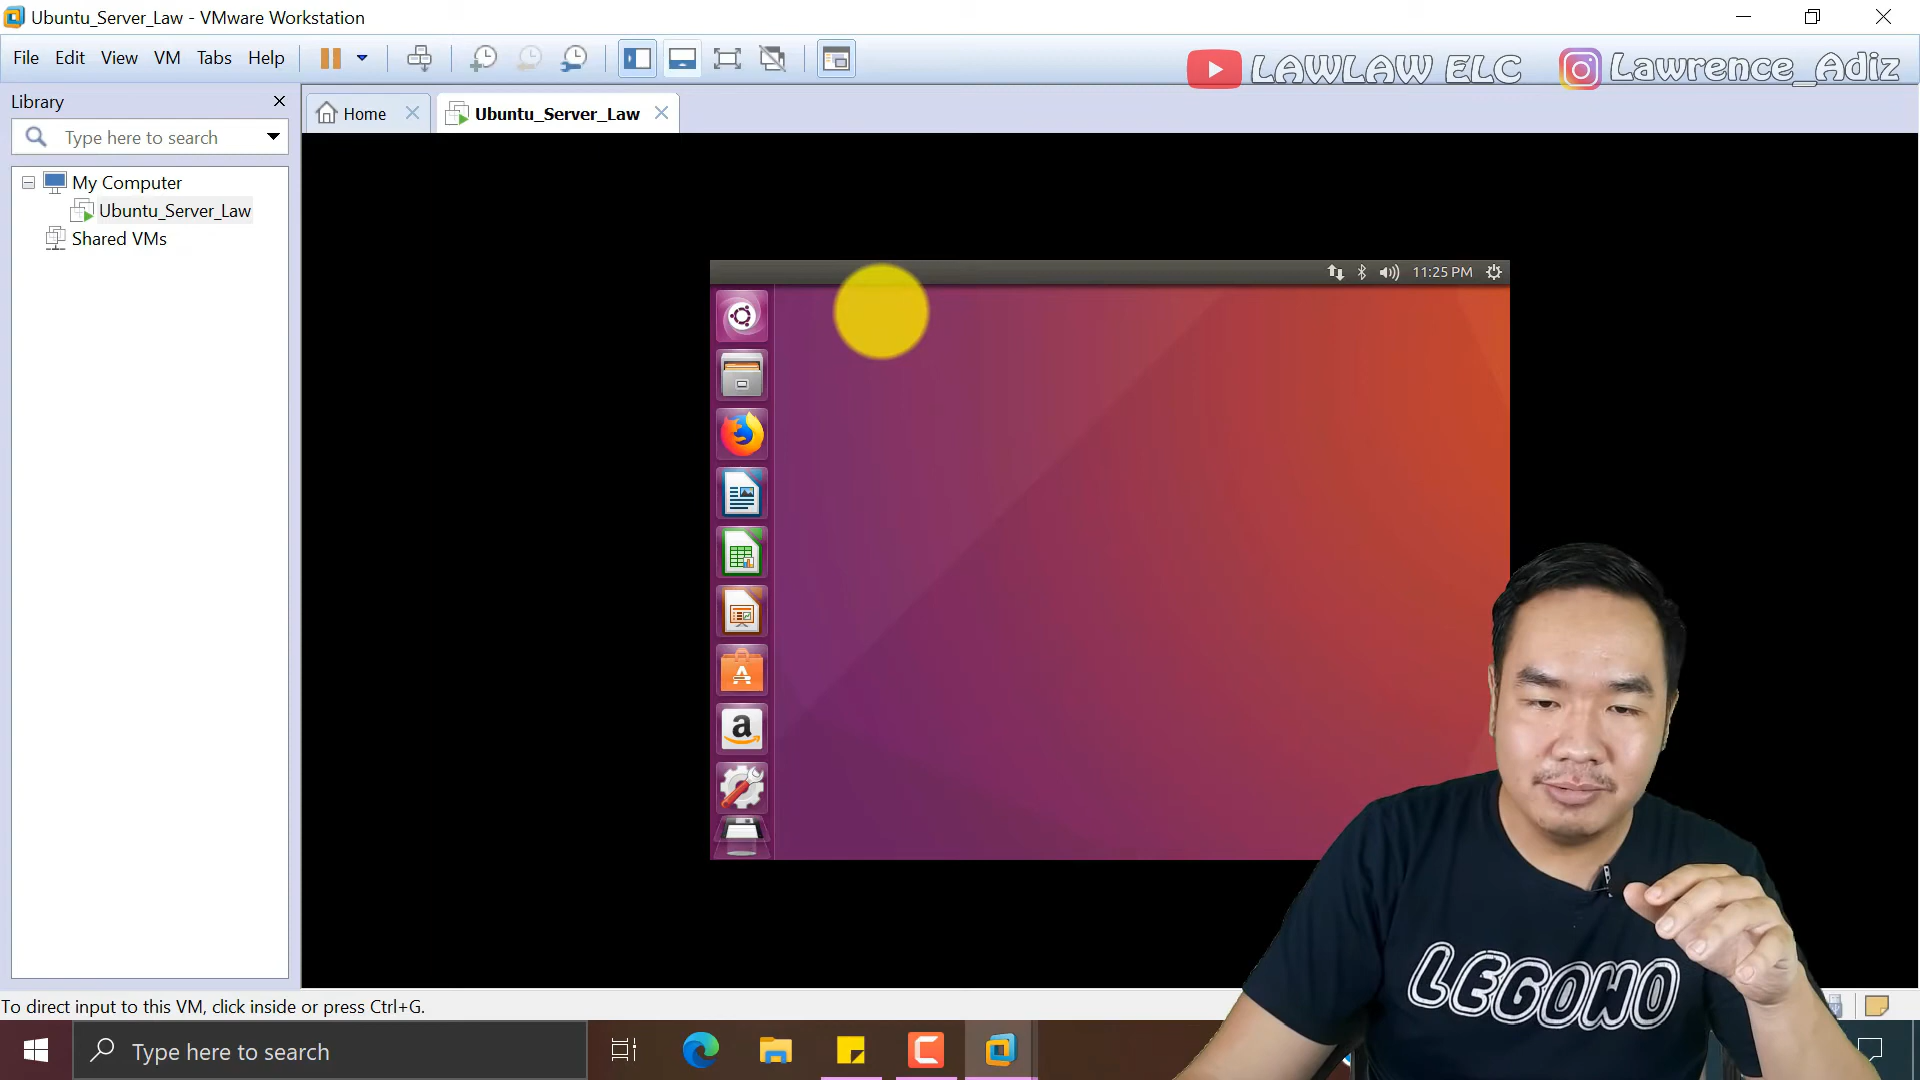 Ubuntu_Server_Law - VMware Workstation
File Edit View VM Tabs Help
LAWLAW ELC Lawrence_Adiz
Library
Home Ubuntu_Server_Law
Type here to search
My Computer
Ubuntu_Server_Law
Shared VMs
11:25 PM
a
LEGOWO
To direct input to this VM, click inside or press Ctrl+G.
Type here to search